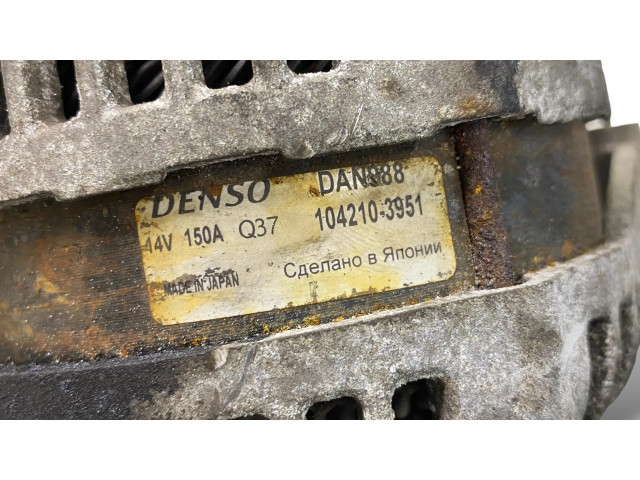 DENSO DAN988
14V 150A Q37 104210-3951
MADE IN JAPAN Сделано в Японии